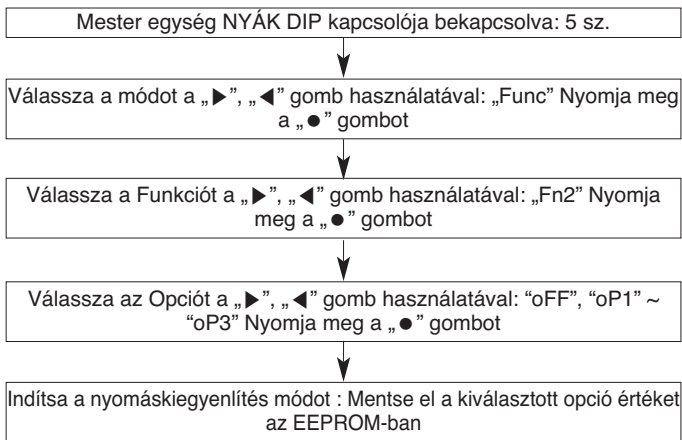 Mester egység NYÁK DIP kapcsolója bekapcsolva: 5 sz.
Válassza a módot a „▶”, „◀” gomb használatával: „Func” Nyomja meg
a „●” gombot
Válassza a Funkciót a „▶”, „◀” gomb használatával: „Fn2” Nyomja
meg a „●” gombot
Válassza az Opciót a „▶”, „◀” gomb használatával: “oFF”, “oP1” ~
“oP3” Nyomja meg a „●” gombot
Indítsa a nyomáskiegyenlítés módot : Mentse el a kiválasztott opció értéket
az EEPROM-ban